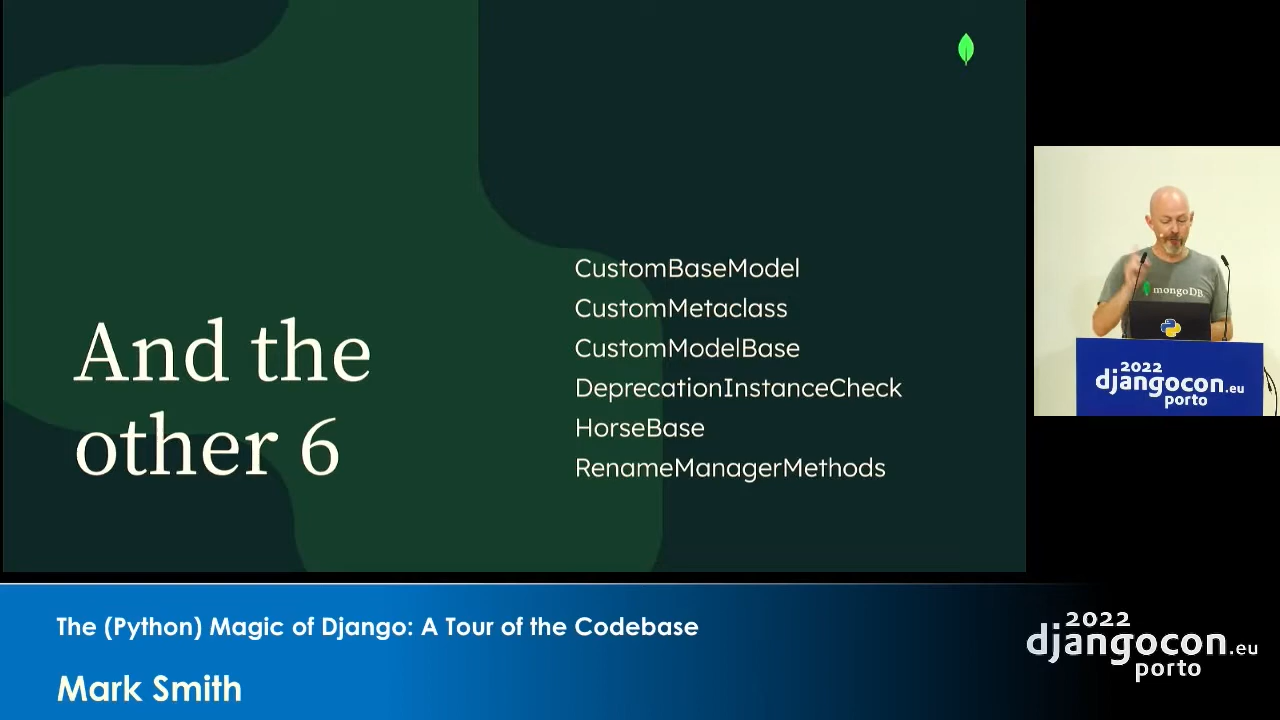 And the
other 6
CustomBaseModel
CustomMetaclass
CustomModelBase
DeprecationInstanceCheck
HorseBase
RenameManagerMethods
mongoDB
2022
djangocon.eu
porto
The (Python) Magic of Django: A Tour of the Codebase
Mark Smith
2022
djangocon.eu
porto